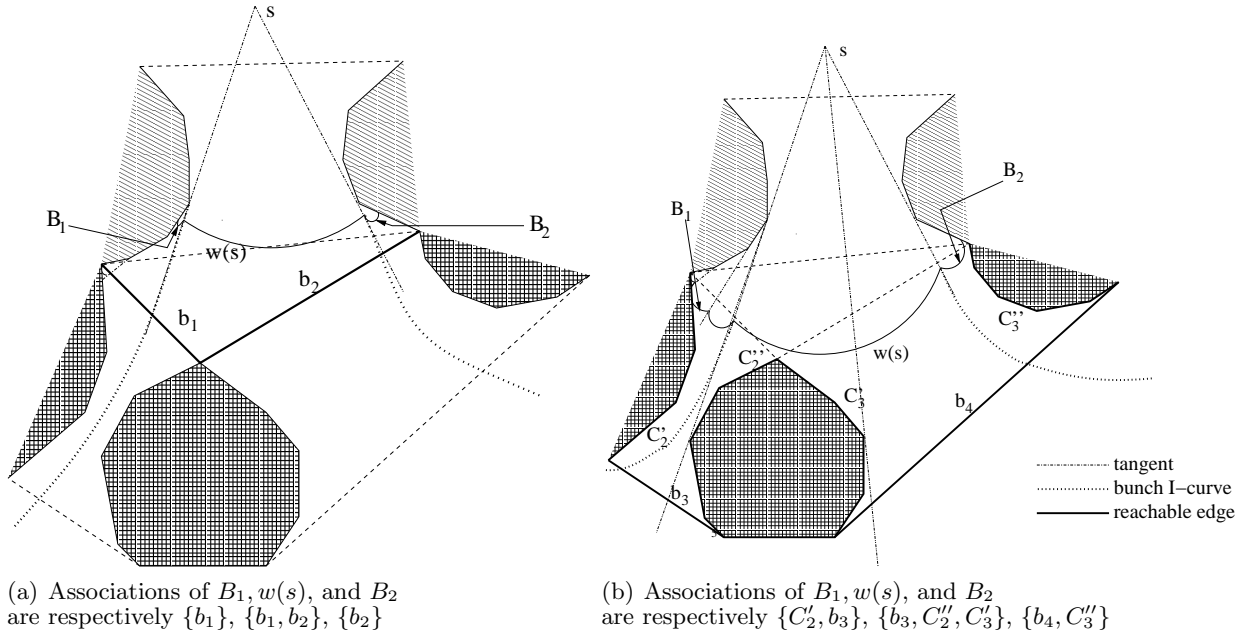 s
B₁
B₂
w(s)
b₂
b₁
s
B₂
B₁
C₃''
w(s)
C₂''
C₃'
b₄
C₂'
b₃
tangent
bunch I−curve
reachable edge
(a) Associations of B₁, w(s), and B₂
are respectively {b₁}, {b₁, b₂}, {b₂}
(b) Associations of B₁, w(s), and B₂
are respectively {C₂′, b₃}, {b₃, C₂″, C₃′}, {b₄, C₃″}